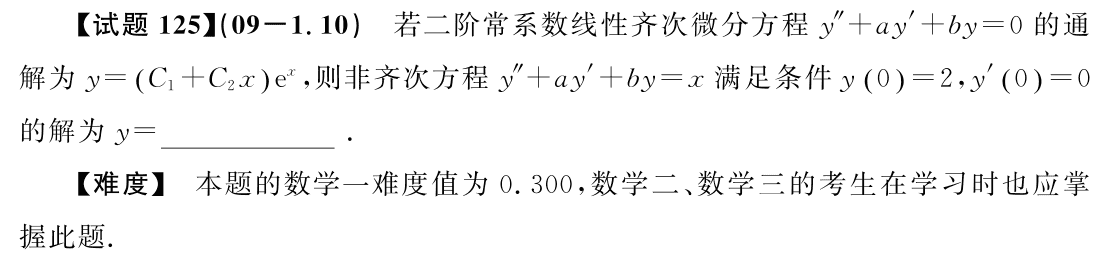 【试题 125】(09-1.10) 若二阶常系数线性齐次微分方程 y″+ay′+by=0 的通
解为 y=(C₁+C₂x)eˣ,则非齐次方程 y″+ay′+by=x 满足条件 y(0)=2,y′(0)=0
的解为 y=____________.
【难度】 本题的数学一难度值为 0.300,数学二、数学三的考生在学习时也应掌
握此题.